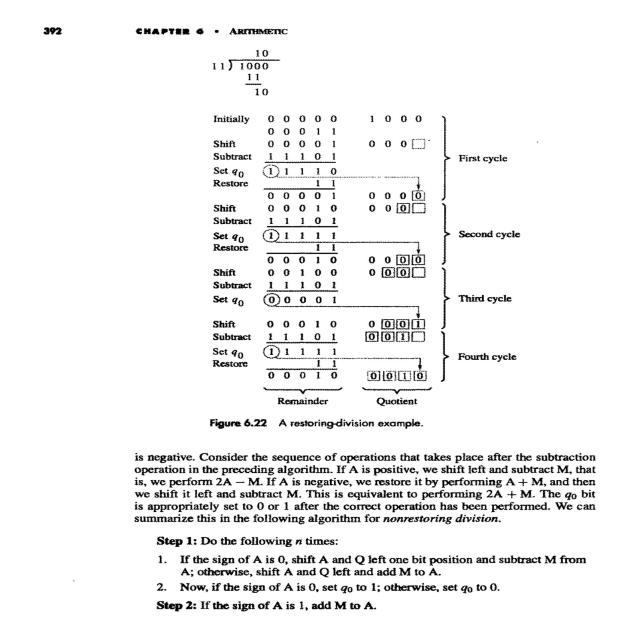 392 CHAPTER 6 • ARITHMETIC
10
11 ) 1000
11
10
Initially 0 0 0 0 0 1 0 0 0
0 0 0 1 1
Shift 0 0 0 0 1 0 0 0
Subtract 1 1 1 0 1 First cycle
Set q0 1 1 1 1 0
Restore 1 1
0 0 0 0 1 0 0 0 0
Shift 0 0 0 1 0 0 0 0
Subtract 1 1 1 0 1
Set q0 1 1 1 1 1 Second cycle
Restore 1 1
0 0 0 1 0 0 0 0 0
Shift 0 0 1 0 0 0 0 0
Subtract 1 1 1 0 1
Set q0 0 0 0 0 1 Third cycle
Shift 0 0 0 1 0 0 0 0 1
Subtract 1 1 1 0 1 0 0 1
Set q0 1 1 1 1 1 Fourth cycle
Restore 1 1
0 0 0 1 0 0 0 1 0
Remainder Quotient
Figure 6.22 A restoring-division example.
is negative. Consider the sequence of operations that takes place after the subtraction
operation in the preceding algorithm. If A is positive, we shift left and subtract M, that
is, we perform 2A − M. If A is negative, we restore it by performing A + M, and then
we shift it left and subtract M. This is equivalent to performing 2A + M. The q0 bit
is appropriately set to 0 or 1 after the correct operation has been performed. We can
summarize this in the following algorithm for nonrestoring division.
Step 1: Do the following n times:
1. If the sign of A is 0, shift A and Q left one bit position and subtract M from
A; otherwise, shift A and Q left and add M to A.
2. Now, if the sign of A is 0, set q0 to 1; otherwise, set q0 to 0.
Step 2: If the sign of A is 1, add M to A.